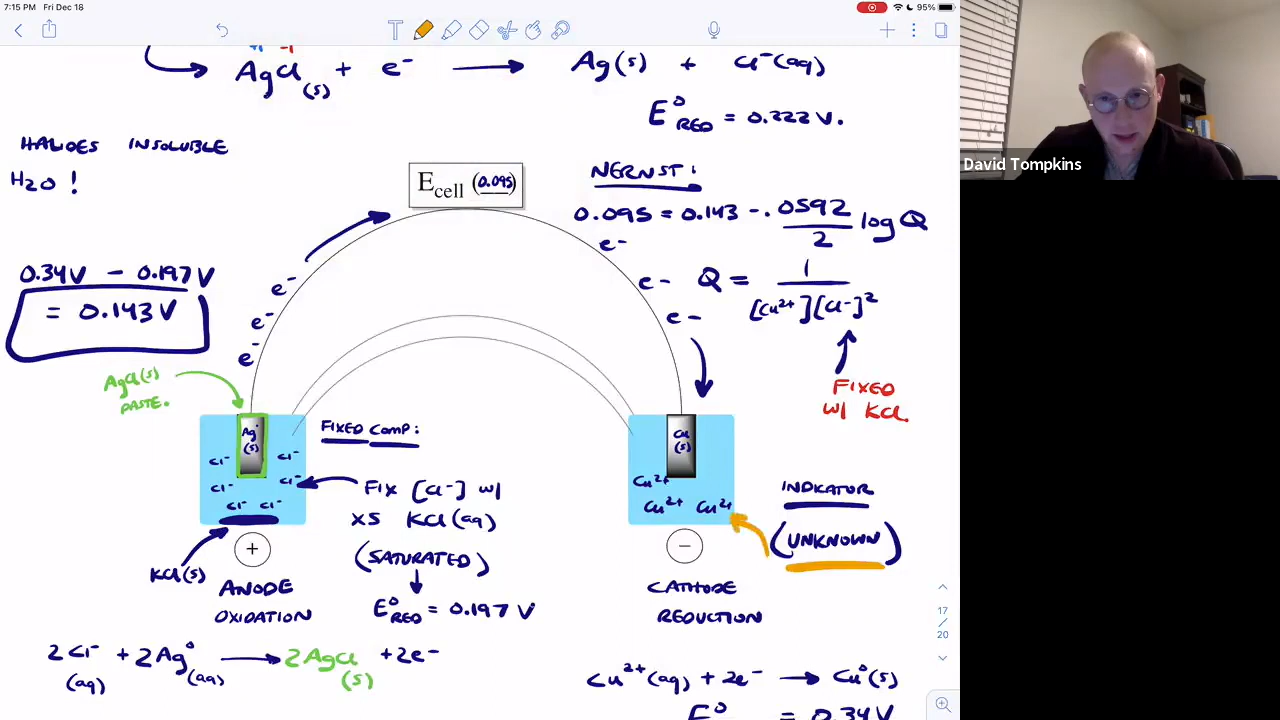 7:15 PM Fri Dec 18
95%
+1 -1
AgCl(s) + e- → Ag(s) + Cl-(aq)
E°RED = 0.222 V.
HALIDES INSOLUBLE
H2O !
Ecell (0.095)
NERNST:
0.095 = 0.143 - .0592/2 log Q
Q = 1/[Cu2+][Cl-]²
FIXED
W/ KCl
0.34V - 0.197V
= 0.143 V
e-
e-
e-
e-
e-
e-
AgCl(s)
PASTE.
Ag°
(s)
Cl- Cl-
Cl- Cl-
Cl- Cl-
FIXED COMP:
FIX [Cl-] W/
XS KCl(aq)
(SATURATED)
E°RED = 0.197 V
KCl(s)
+
ANODE
OXIDATION
Cu
(s)
Cu2+
Cu2+ Cu2+
INDICATOR
(UNKNOWN)
−
CATHODE
REDUCTION
2Cl-(aq) + 2Ag°(aq) → 2AgCl(s) + 2e-
Cu2+(aq) + 2e- → Cu°(s)
E° = 0.34V
17
/
20
David Tompkins